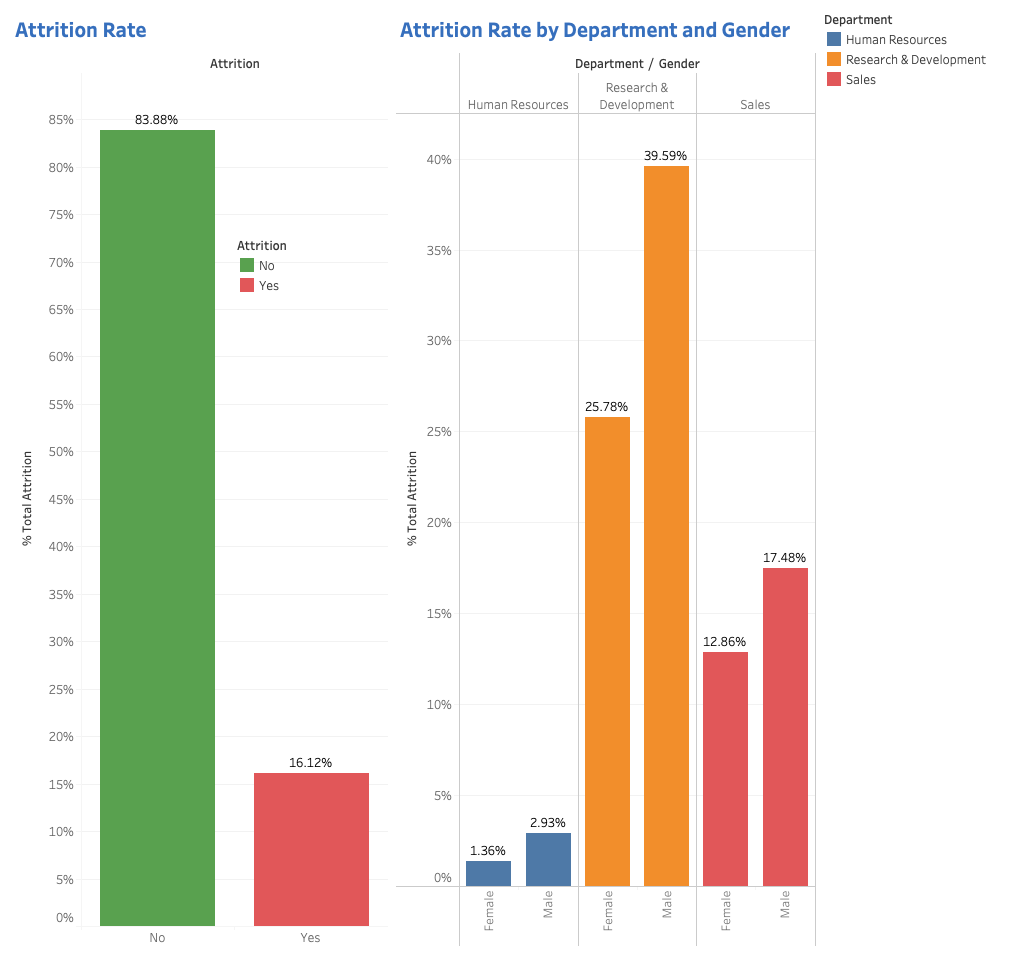 Attrition Rate
Attrition
85%
80%
75%
70%
65%
60%
55%
50%
45%
40%
35%
30%
25%
20%
15%
10%
5%
0%
% Total Attrition
83.88%
16.12%
Attrition
No
Yes
No
Yes
Attrition Rate by Department and Gender
Department / Gender
Human Resources
Research &
Development
Sales
40%
35%
30%
25%
20%
15%
10%
5%
0%
% Total Attrition
1.36%
2.93%
25.78%
39.59%
12.86%
17.48%
Female
Male
Female
Male
Female
Male
Department
Human Resources
Research & Development
Sales